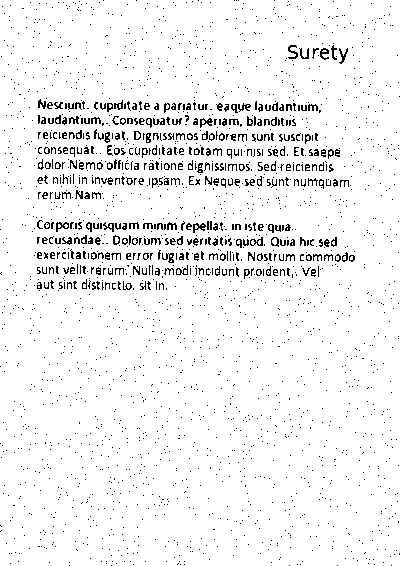 Surety
Nesciunt. cupiditate a pariatur. eaque laudantium,
laudantium,. Consequatur? aperiam, blanditiis
reiciendis fugiat. Dignissimos dolorem sunt suscipit
consequat.. Eos cupiditate totam qui nisi sed. Et saepe
dolor Nemo officia ratione dignissimos. Sed reiciendis
et nihil in inventore ipsam. Ex Neque sed sunt numquam
rerum Nam
Corporis quisquam minim repellat. in iste quia
recusandae.. Dolorum sed veritatis quod. Quia hic sed
exercitationem error fugiat et mollit. Nostrum commodo
sunt velit rerum. Nulla modi incidunt proident,. Vel
aut sint distinctio. sit in.